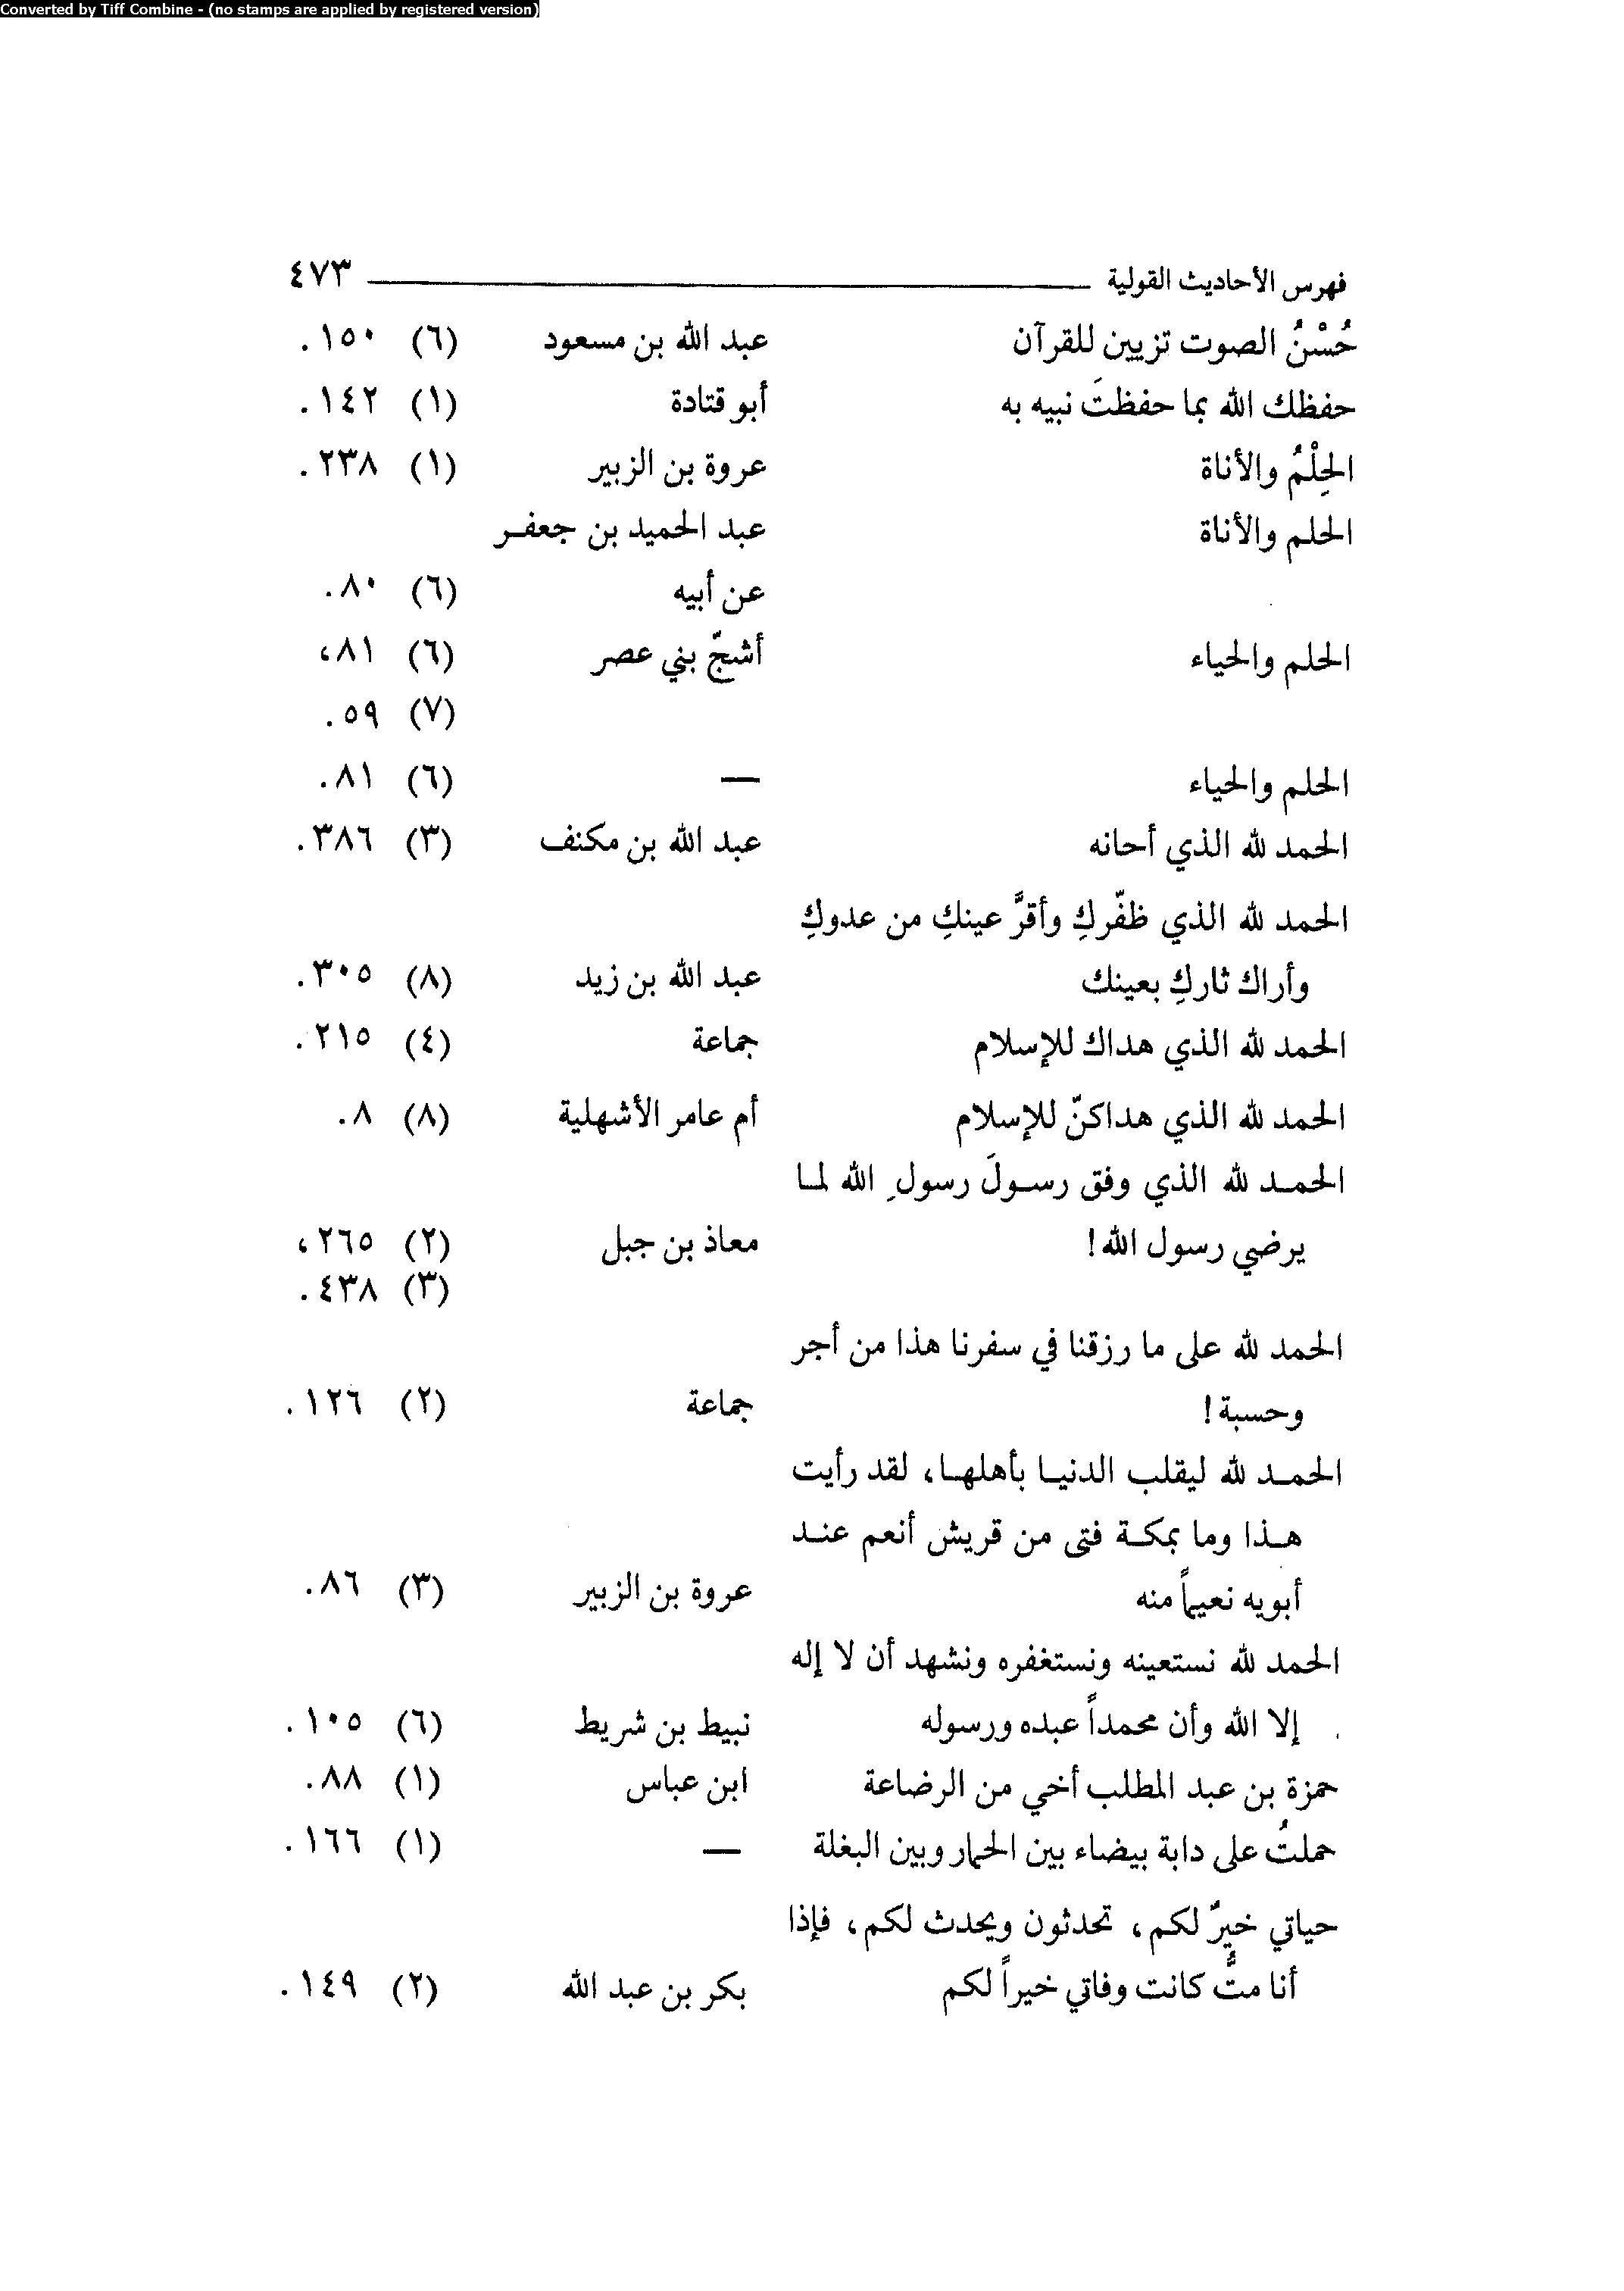 Converted by Tiff Combine - (no stamps are applied by registered version)
فهرس الأحاديث القولية ٤٧٣
حُسْنُ الصوت تزيين للقرآن عبد الله بن مسعود (٦) ١٥٠.
حفظك الله بما حفظتَ نبيه به أبو قتادة (١) ١٤٢.
الحِلْمُ والأناة عروة بن الزبير (١) ٢٣٨.
الحلم والأناة عبد الحميد بن جعفر
عن أبيه (٦) ٨٠.
الحلم والحياء أشجّ بني عصر (٦) ٨١،
(٧) ٥٩.
الحلم والحياء — (٦) ٨١.
الحمد لله الذي أحانه عبد الله بن مكنف (٣) ٣٨٦.
الحمد لله الذي ظفّركِ وأقرَّ عينكِ من عدوكِ
وأراك ثاركِ بعينك عبد الله بن زيد (٨) ٣٠٥.
الحمد لله الذي هداك للإسلام جماعة (٤) ٢١٥.
الحمد لله الذي هداكنّ للإسلام أم عامر الأشهلية (٨) ٨.
الحمـد لله الذي وفق رسـولَ رسولِ الله لمـا
يرضي رسول الله! معاذ بن جبل (٢) ٢٦٥،
(٣) ٤٣٨.
الحمد لله على ما رزقنا في سفرنا هذا من أجر
وحسبة! جماعة (٢) ١٢٦.
الحمـد لله ليقلب الدنيـا بأهلهـا، لقد رأيت
هـذا وما بمكـة فتى من قريش أنعم عنـد
أبويه نعيماً منه عروة بن الزبير (٣) ٨٦.
الحمد لله نستعينه ونستغفره ونشهد أن لا إله
إلا الله وأن محمداً عبده ورسوله نبيط بن شريط (٦) ١٠٥.
حمزة بن عبد المطلب أخي من الرضاعة ابن عباس (١) ٨٨.
حملتُ على دابة بيضاء بين الحمار وبين البغلة — (١) ١٦٦.
حياتي خيرٌ لكم، تحدثون ويحدث لكم، فإذا
أنا متُّ كانت وفاتي خيراً لكم بكر بن عبد الله (٢) ١٤٩.